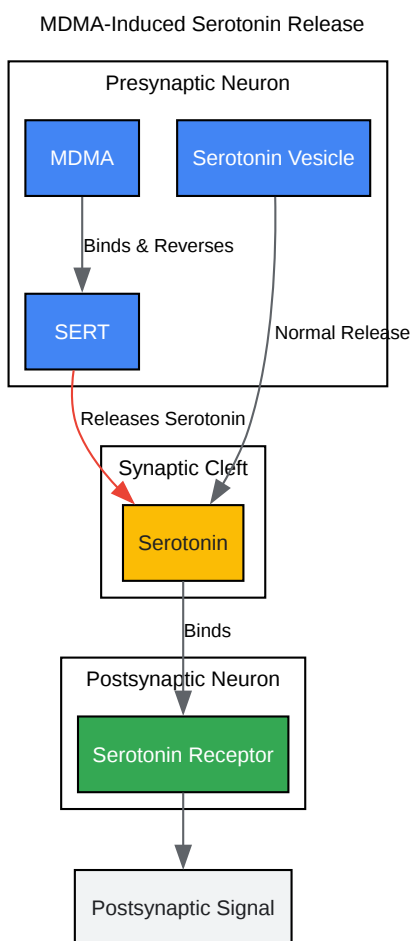 MDMA-Induced Serotonin Release
Presynaptic Neuron
MDMA
Serotonin Vesicle
Binds & Reverses
SERT
Normal Release
Releases Serotonin
Synaptic Cleft
Serotonin
Binds
Postsynaptic Neuron
Serotonin Receptor
Postsynaptic Signal